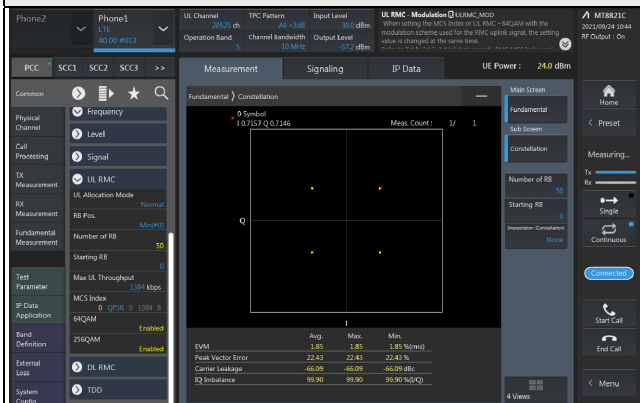 Phone2
Phone1
LTE
40.00 #013
UL Channel
20525 ch
TPC Pattern
All +3dB
Input Level
30.0 dBm
Operation Band
5
Channel Bandwidth
10 MHz
Output Level
-57.2 dBm
UL RMC - Modulation ULRMC_MOD
When setting the MCS Index or UL RMC - 64QAM with the
modulation scheme used for the RMC uplink signal, the setting
value is changed at the same time.
MT8821C
2021/09/24 10:44
RF Output : On
PCC
SCC1
SCC2
SCC3
>>
Measurement
Signaling
IP Data
UE Power : 24.0 dBm
Common
Physical
Channel
Call
Processing
TX
Measurement
RX
Measurement
Fundamental
Measurement
Test
Parameter
IP Data
Application
Band
Definition
External
Loss
System
Config
Frequency
Level
Signal
UL RMC
UL Allocation Mode
Normal
RB Pos.
Min(#0)
Number of RB
50
Starting RB
0
Max UL Throughput
1384 kbps
MCS Index
0 QPSK 0 1384 8
64QAM
Enabled
256QAM
Enabled
DL RMC
TDD
Fundamental > Constellation
0 Symbol
I 0.7157 Q 0.7146
Meas. Count : 1/ 1
Q
I
Avg. Max. Min.
EVM 1.85 1.85 1.85 %(rms)
Peak Vector Error 22.43 22.43 22.43 %
Carrier Leakage -66.09 -66.09 -66.09 dBc
IQ Imbalance 99.90 99.90 99.90 %(I/Q)
Main Screen
Fundamental
Sub Screen
Constellation
Number of RB
50
Starting RB
0
Interpolation (Constellation)
None
4 Views
Home
< Preset
Measuring...
Tx
Rx
Single
Continuous
Connected
Start Call
End Call
< Menu